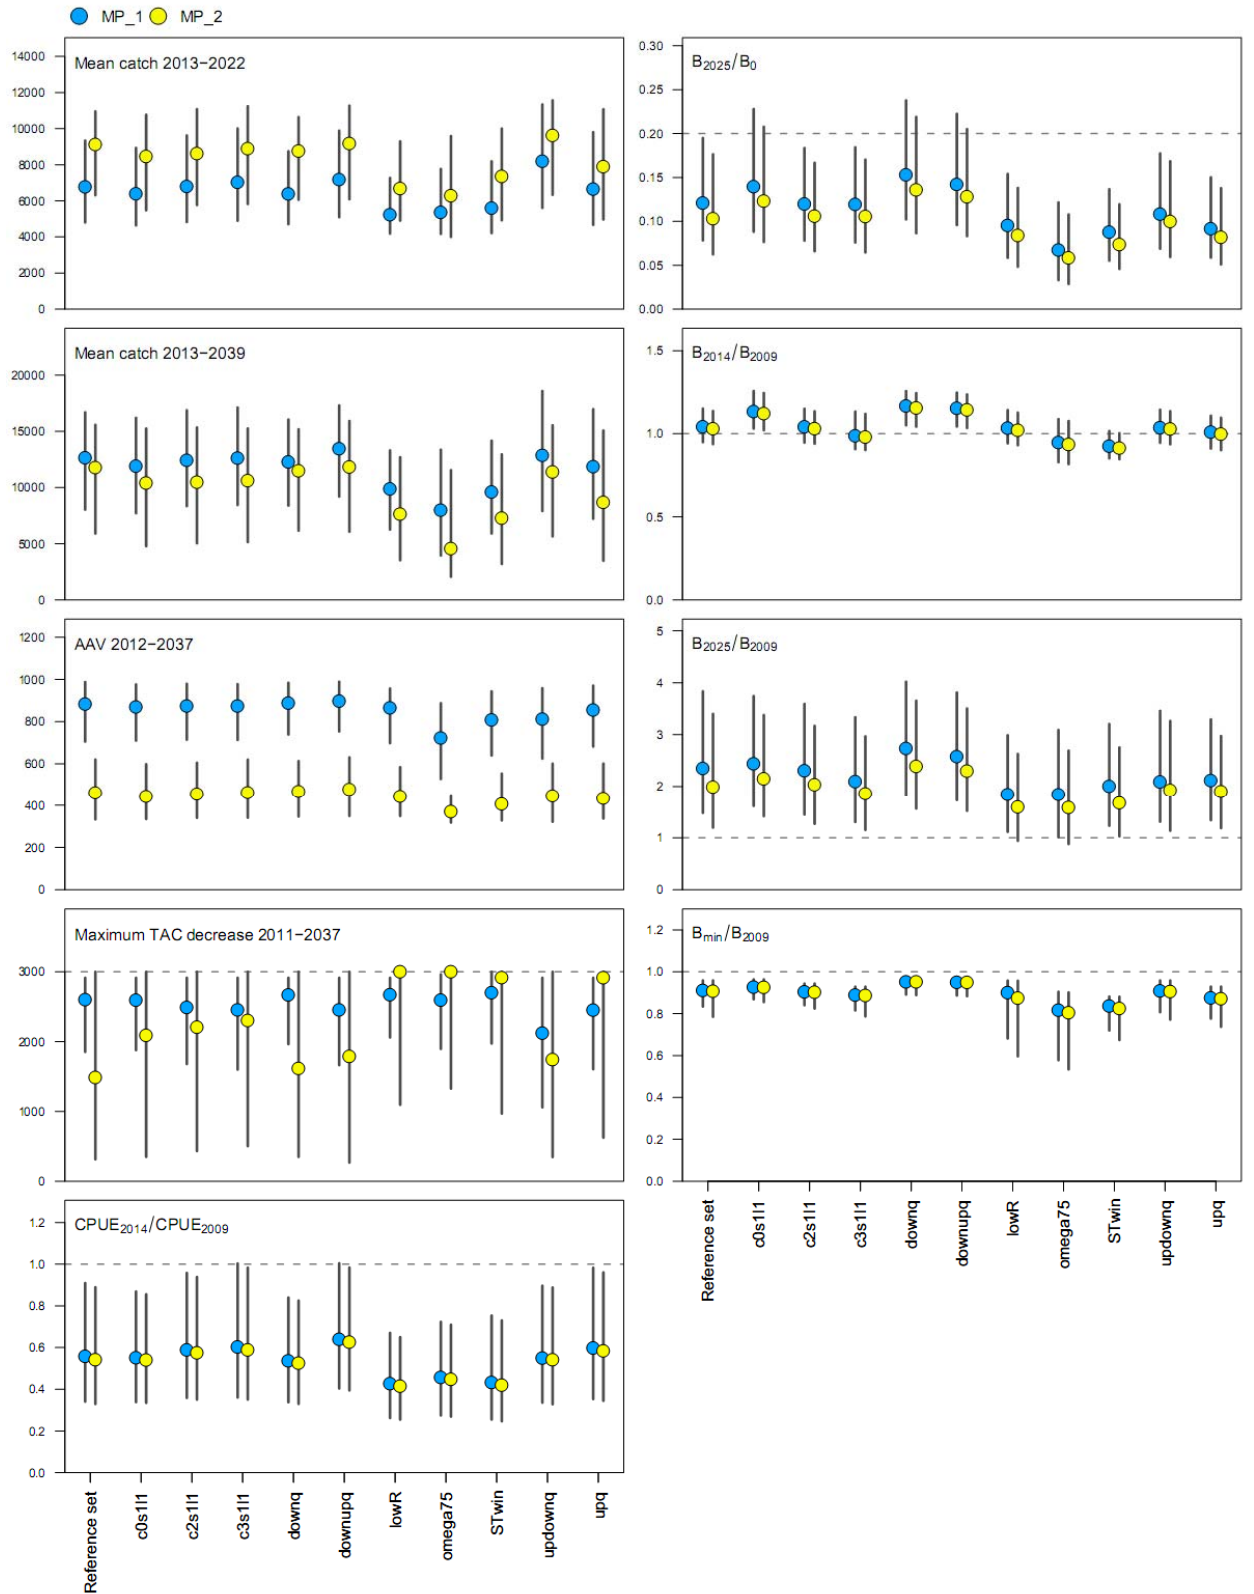 MP_1 MP_2
Mean catch 2013−2022
14000
12000
10000
8000
6000
4000
2000
0
B2025/B0
0.30
0.25
0.20
0.15
0.10
0.05
0.00
Mean catch 2013−2039
20000
15000
10000
5000
0
B2014/B2009
1.5
1.0
0.5
0.0
AAV 2012−2037
1200
1000
800
600
400
200
0
B2025/B2009
5
4
3
2
1
0
Maximum TAC decrease 2011−2037
3000
2000
1000
0
Bmin/B2009
1.2
1.0
0.8
0.6
0.4
0.2
0.0
Reference set
c0s1l1
c2s1l1
c3s1l1
downq
downupq
lowR
omega75
STwin
updownq
upq
CPUE2014/CPUE2009
1.2
1.0
0.8
0.6
0.4
0.2
0.0
Reference set
c0s1l1
c2s1l1
c3s1l1
downq
downupq
lowR
omega75
STwin
updownq
upq